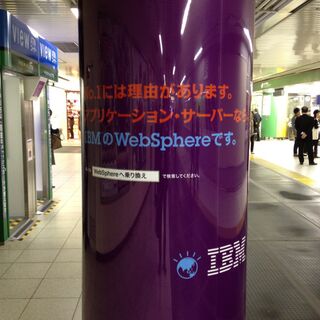 VIEW
No.1には理由があります。
アプリケーション・サーバーなら
IBMのWebSphereです。
WebSphereへ乗り換え で検索してください。
IBM